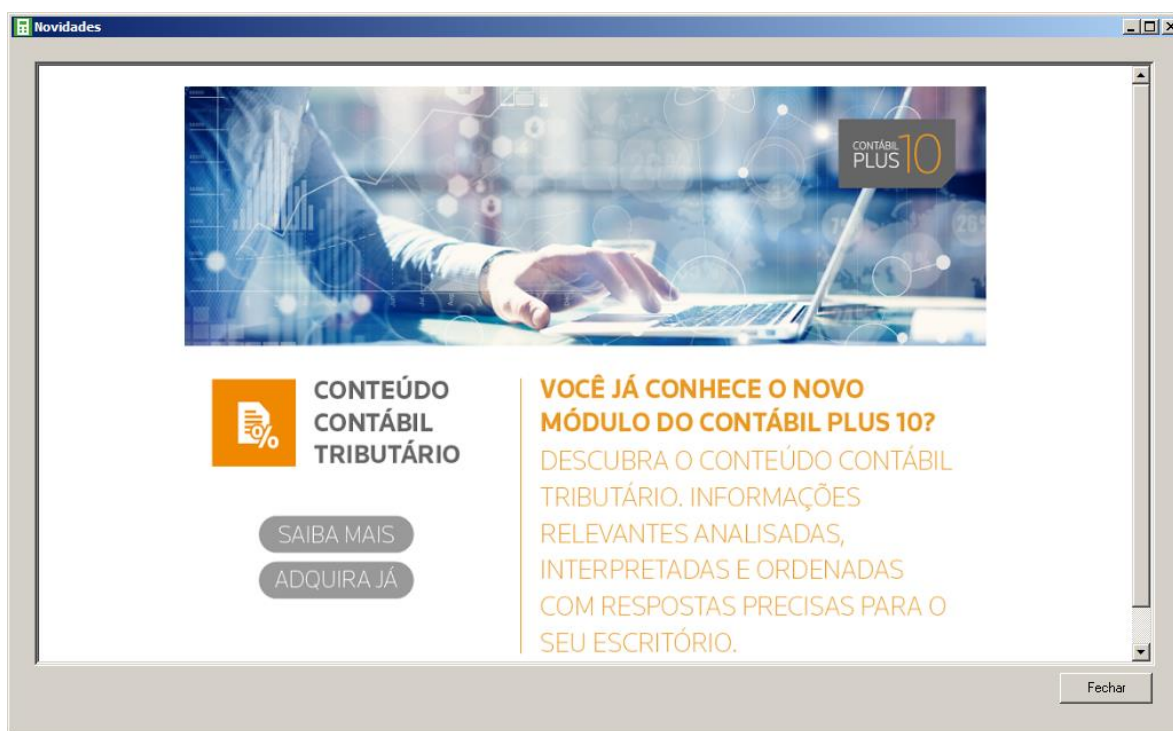 Novidades
CONTÁBIL
PLUS 10
CONTEÚDO
CONTÁBIL
TRIBUTÁRIO
SAIBA MAIS
ADQUIRA JÁ
VOCÊ JÁ CONHECE O NOVO
MÓDULO DO CONTÁBIL PLUS 10?
DESCUBRA O CONTEÚDO CONTÁBIL
TRIBUTÁRIO. INFORMAÇÕES
RELEVANTES ANALISADAS,
INTERPRETADAS E ORDENADAS
COM RESPOSTAS PRECISAS PARA O
SEU ESCRITÓRIO.
Fechar